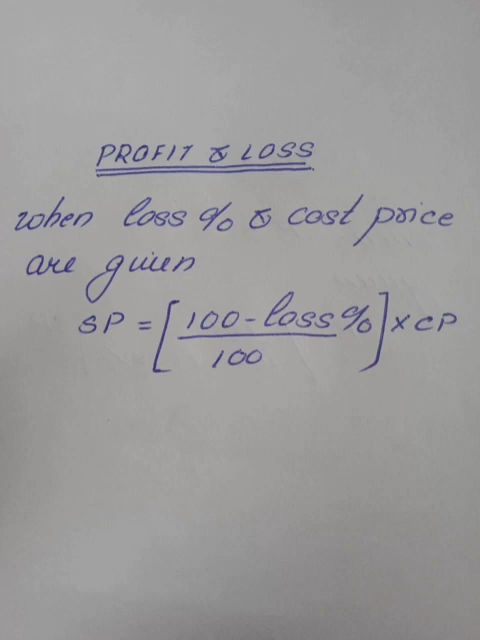 PROFIT & LOSS
when loss % & cost price
are given
SP = [100 - loss% / 100] x CP